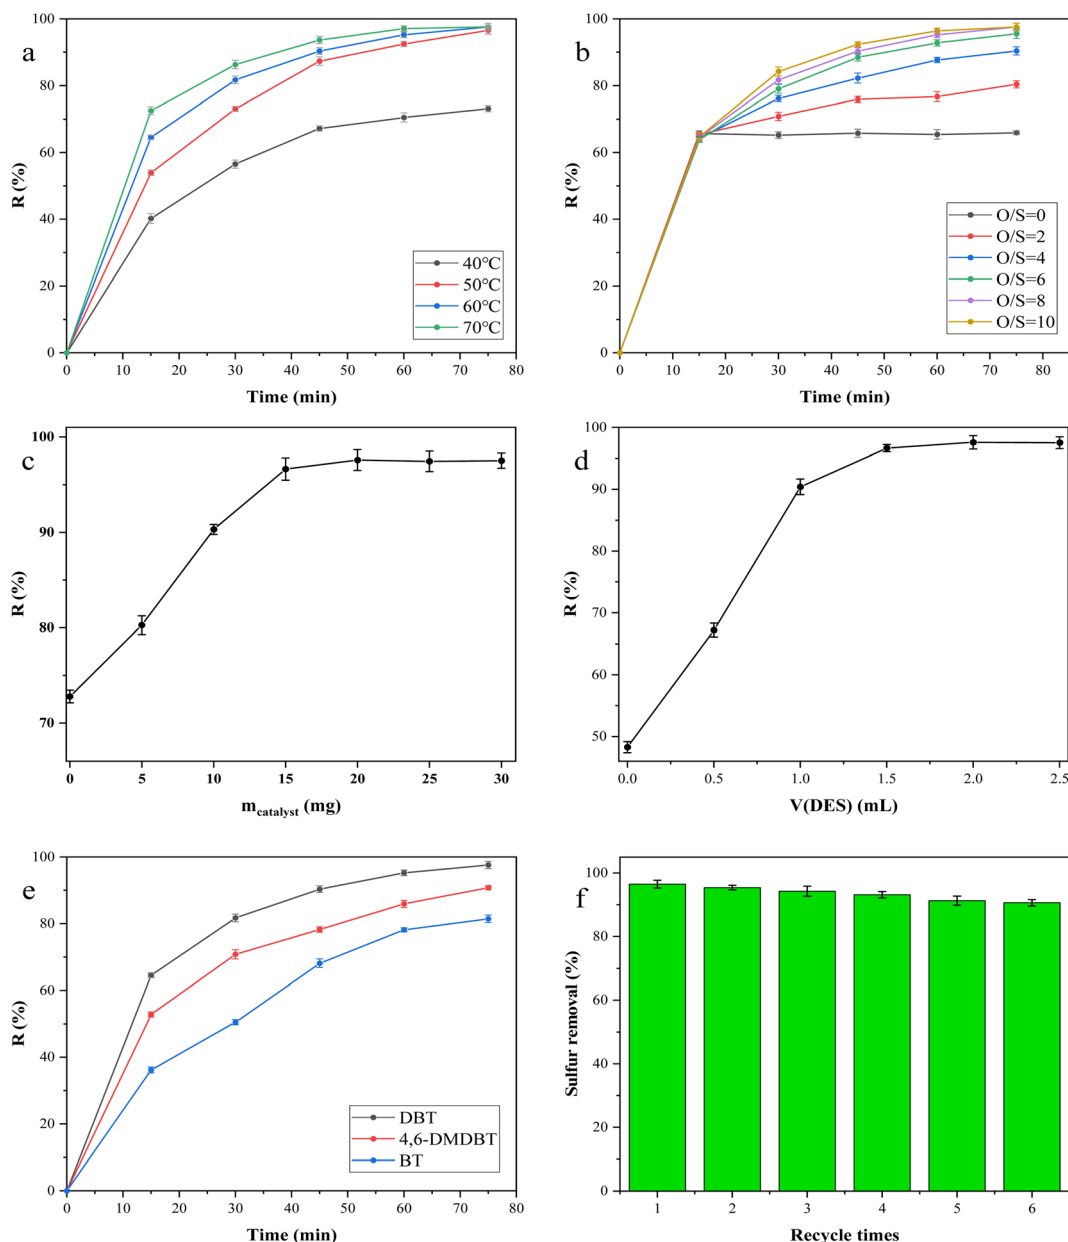 a
R (%)
100
80
60
40
20
0
40℃
50℃
60℃
70℃
0 10 20 30 40 50 60 70 80
Time (min)
b
R (%)
100
80
60
40
20
0
O/S=0
O/S=2
O/S=4
O/S=6
O/S=8
O/S=10
0 10 20 30 40 50 60 70 80
Time (min)
c
R (%)
100
90
80
70
0 5 10 15 20 25 30
mcatalyst (mg)
d
R (%)
100
90
80
70
60
50
0.0 0.5 1.0 1.5 2.0 2.5
V(DES) (mL)
e
R (%)
100
80
60
40
20
0
DBT
4,6-DMDBT
BT
0 10 20 30 40 50 60 70 80
Time (min)
f
Sulfur removal (%)
100
80
60
40
20
0
1 2 3 4 5 6
Recycle times